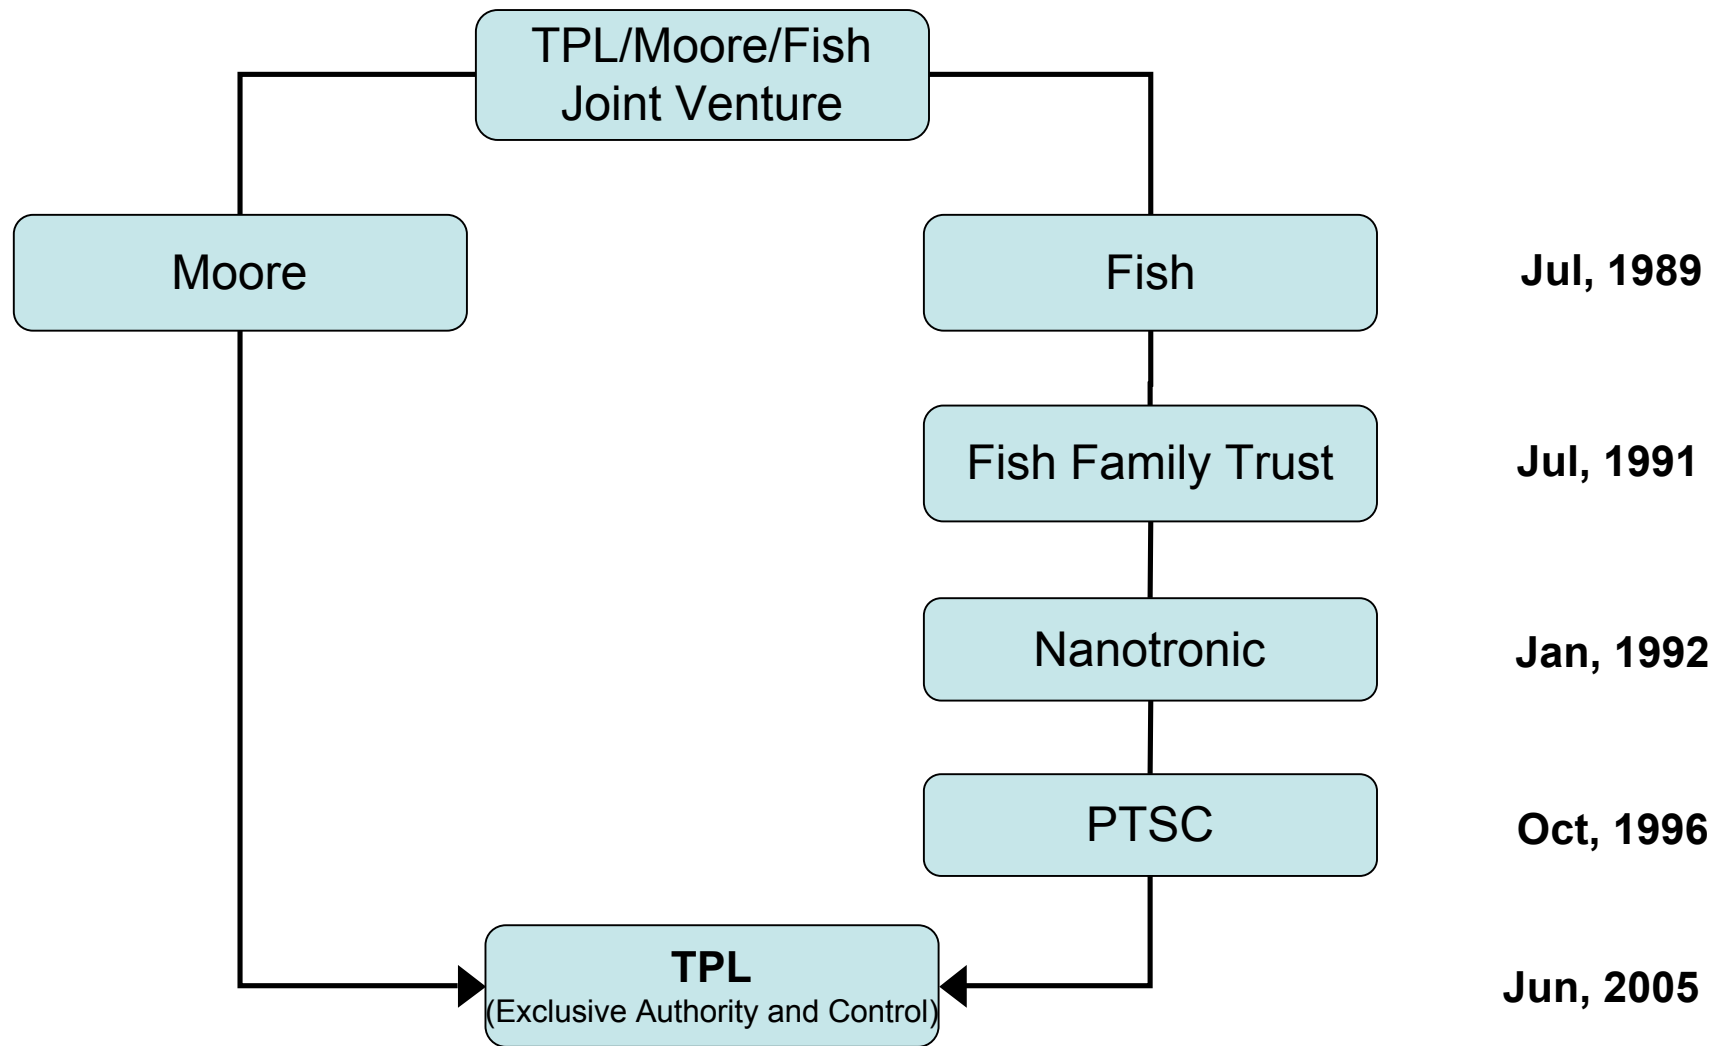 TPL/Moore/Fish
Joint Venture
Moore
Fish
Jul, 1989
Fish Family Trust
Jul, 1991
Nanotronic
Jan, 1992
PTSC
Oct, 1996
TPL
(Exclusive Authority and Control)
Jun, 2005